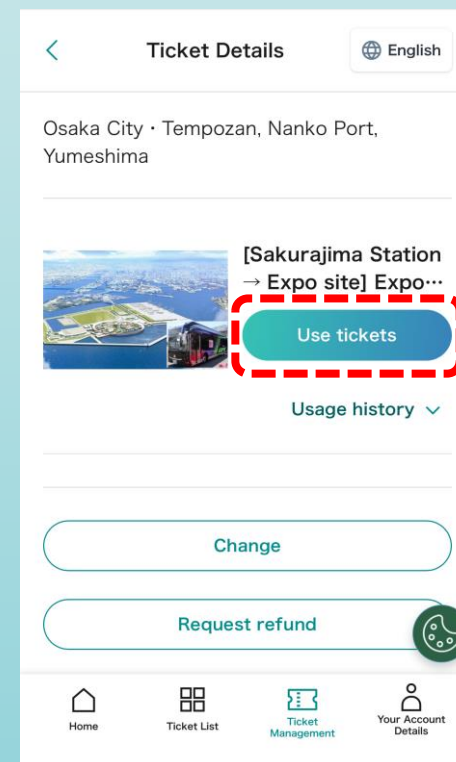 Ticket Details
English
Osaka City・Tempozan, Nanko Port,
Yumeshima
[Sakurajima Station
→ Expo site] Expo…
Use tickets
Usage history
Change
Request refund
Home
Ticket List
Ticket
Management
Your Account
Details